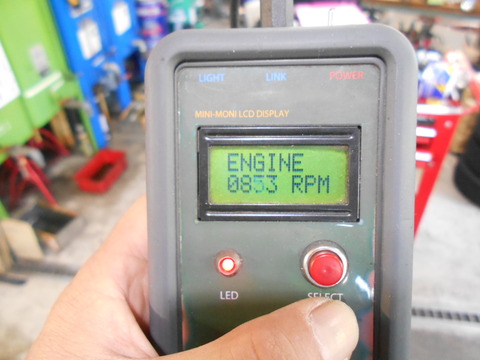 LIGHT LINK POWER
MINI-MONI LCD DISPLAY
ENGINE
0853 RPM
LED SELECT